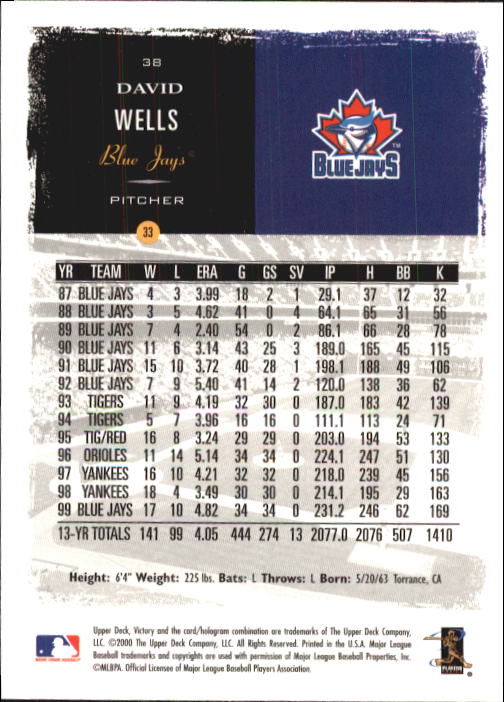 38
DAVID
WELLS
Blue Jays
PITCHER
BLUE JAYS TM
33
YR TEAM W L ERA G GS SV IP H BB K
87 BLUE JAYS 4 3 3.99 18 2 1 29.1 37 12 32
88 BLUE JAYS 3 5 4.62 41 0 4 64.1 65 31 56
89 BLUE JAYS 7 4 2.40 54 0 2 86.1 66 28 78
90 BLUE JAYS 11 6 3.14 43 25 3 189.0 165 45 115
91 BLUE JAYS 15 10 3.72 40 28 1 198.1 188 49 106
92 BLUE JAYS 7 9 5.40 41 14 2 120.0 138 36 62
93 TIGERS 11 9 4.19 32 30 0 187.0 183 42 139
94 TIGERS 5 7 3.96 16 16 0 111.1 113 24 71
95 TIG/RED 16 8 3.24 29 29 0 203.0 194 53 133
96 ORIOLES 11 14 5.14 34 34 0 224.1 247 51 130
97 YANKEES 16 10 4.21 32 32 0 218.0 239 45 156
98 YANKEES 18 4 3.49 30 30 0 214.1 195 29 163
99 BLUE JAYS 17 10 4.82 34 34 0 231.2 246 62 169
13-YR TOTALS 141 99 4.05 444 274 13 2077.0 2076 507 1410
Height: 6'4" Weight: 225 lbs. Bats: L Throws: L Born: 5/20/63 Torrance, CA
Upper Deck, Victory and the card/hologram combination are trademarks of The Upper Deck Company,
LLC. ©2000 The Upper Deck Company, LLC. All Rights Reserved. Printed in the U.S.A. Major League
Baseball trademarks and copyrights are used with permission of Major League Baseball Properties, Inc.
©MLBPA. Official Licensee of Major League Baseball Players Association.